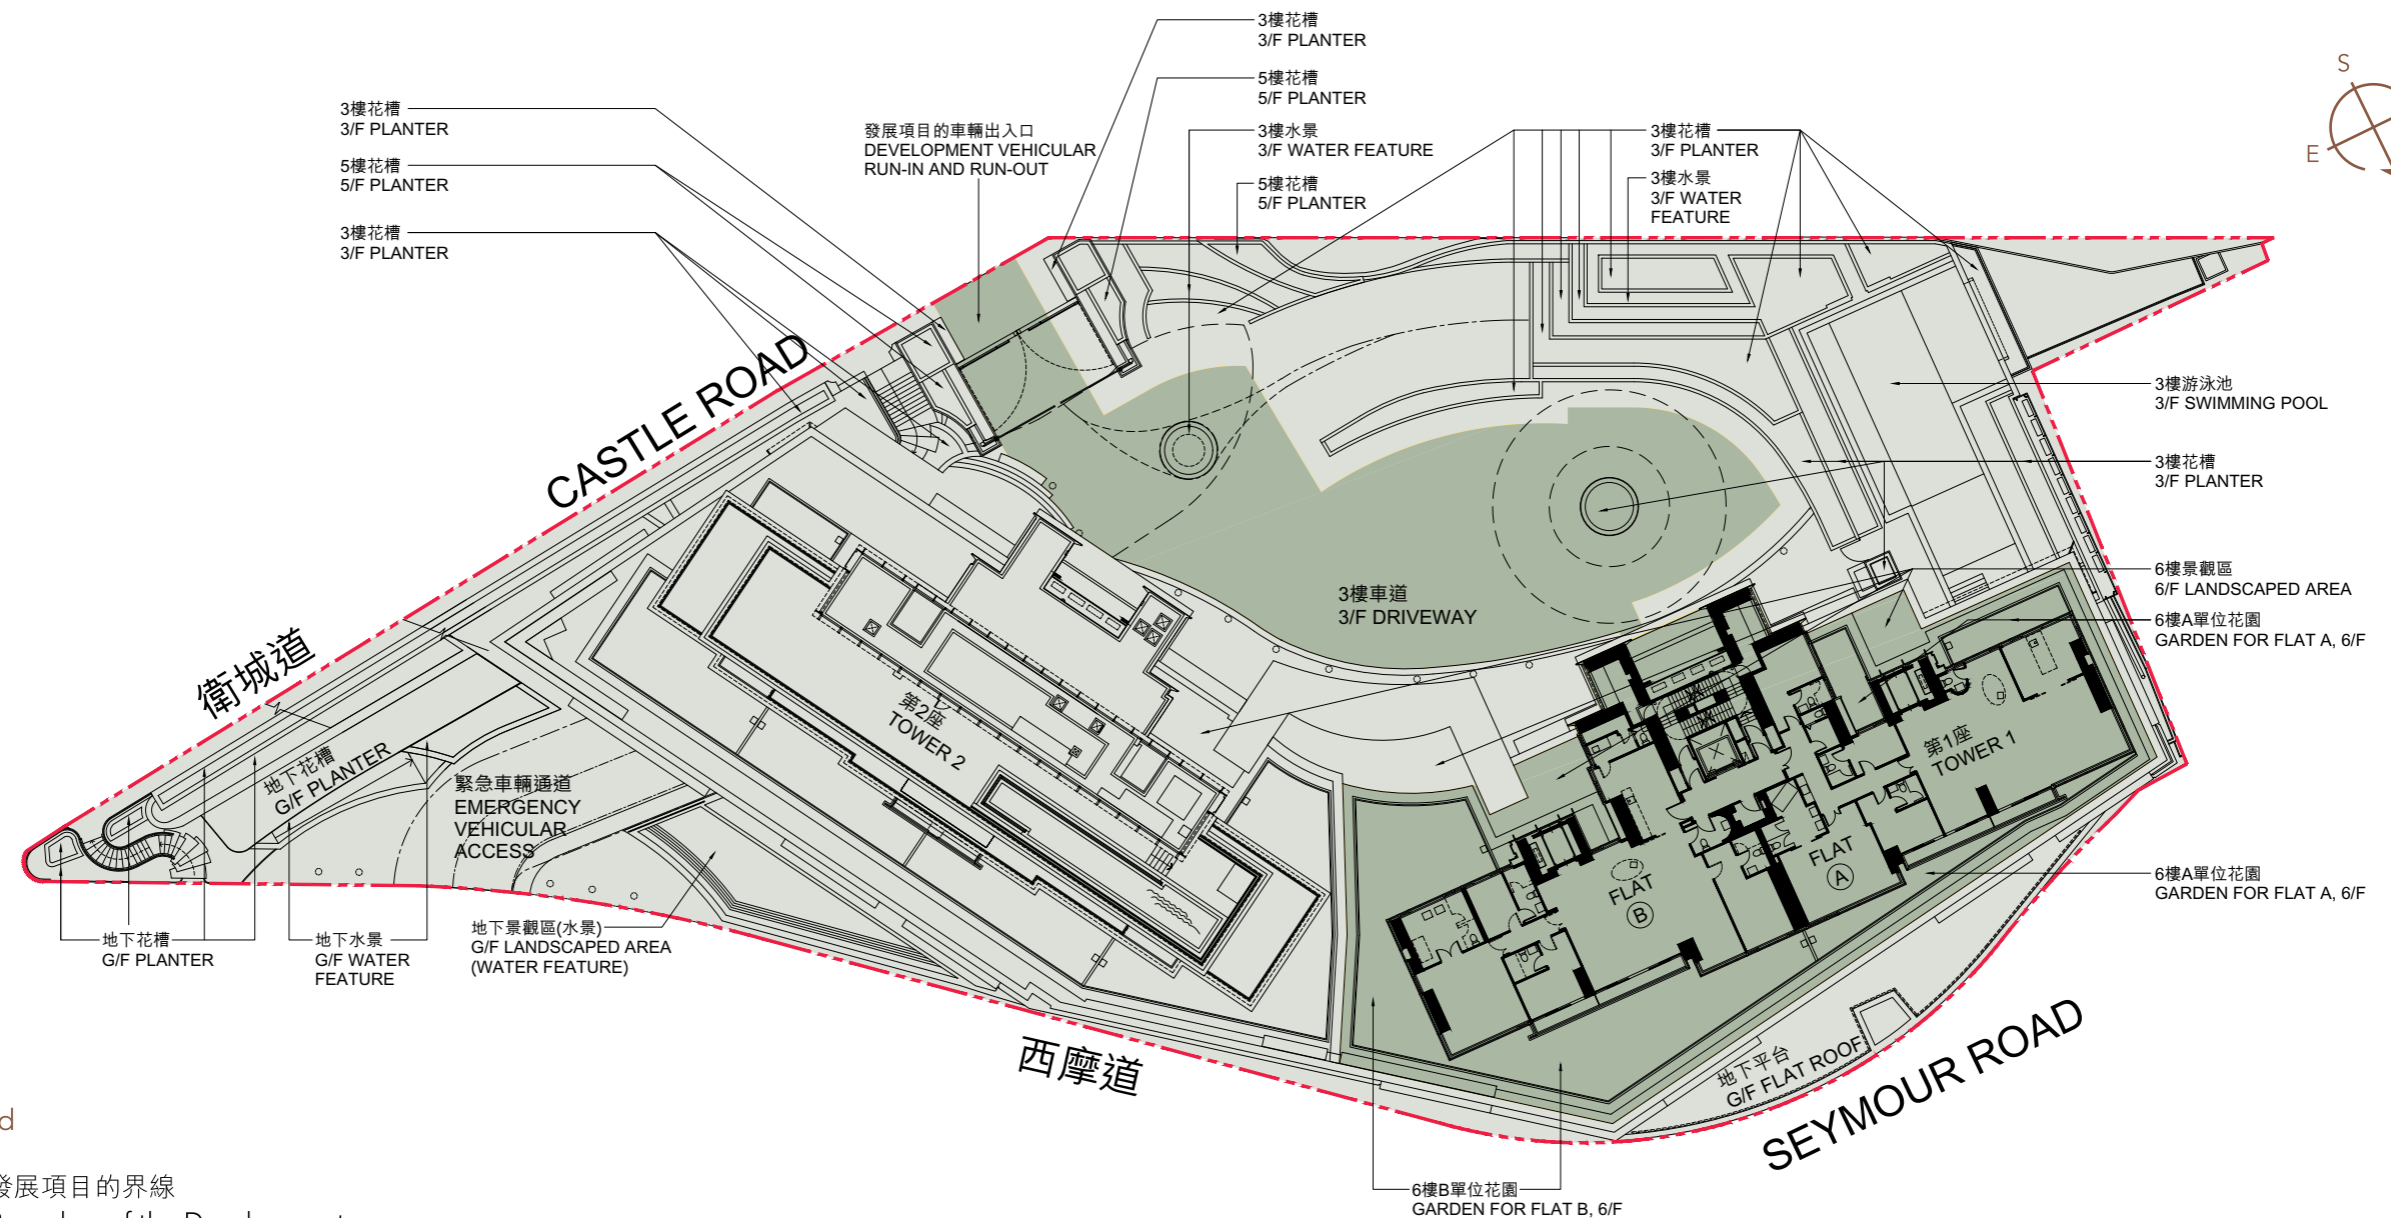 3樓花槽
3/F PLANTER
5樓花槽
5/F PLANTER
3樓花槽
3/F PLANTER
發展項目的車輛出入口
DEVELOPMENT VEHICULAR
RUN-IN AND RUN-OUT
3樓花槽
3/F PLANTER
5樓花槽
5/F PLANTER
3樓水景
3/F WATER FEATURE
5樓花槽
5/F PLANTER
3樓花槽
3/F PLANTER
3樓水景
3/F WATER
FEATURE
S
E
CASTLE ROAD
衛城道
3樓游泳池
3/F SWIMMING POOL
3樓花槽
3/F PLANTER
6樓景觀區
6/F LANDSCAPED AREA
6樓A單位花園
GARDEN FOR FLAT A, 6/F
3樓車道
3/F DRIVEWAY
第2座
TOWER 2
第1座
TOWER 1
FLAT
A
FLAT
B
地下花槽
G/F PLANTER
緊急車輛通道
EMERGENCY
VEHICULAR
ACCESS
6樓A單位花園
GARDEN FOR FLAT A, 6/F
地下花槽
G/F PLANTER
地下水景
G/F WATER
FEATURE
地下景觀區(水景)
G/F LANDSCAPED AREA
(WATER FEATURE)
西摩道
地下平台
G/F FLAT ROOF
SEYMOUR ROAD
6樓B單位花園
GARDEN FOR FLAT B, 6/F
發展項目的界線
of the Development